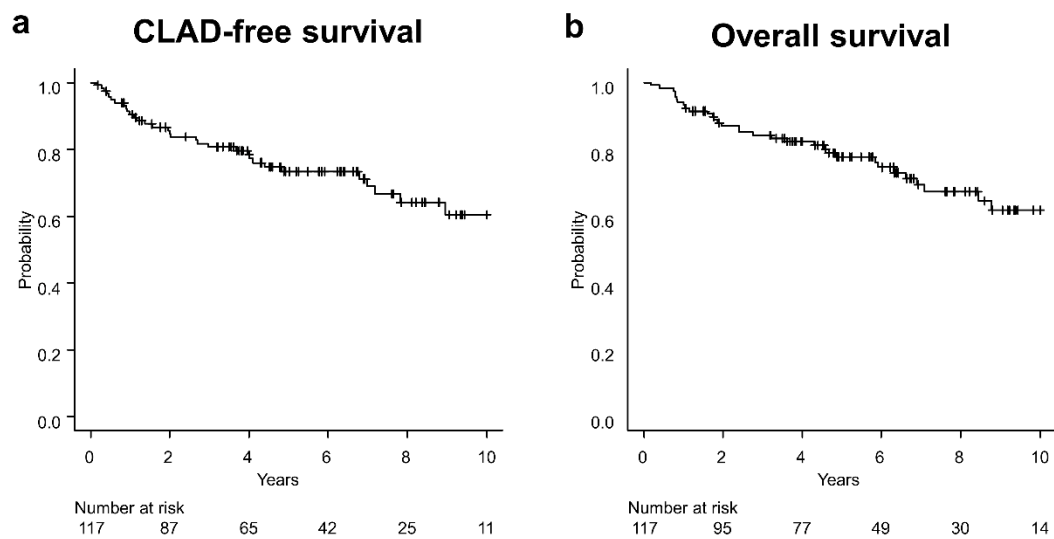 a
CLAD-free survival
Probability
1.0
0.8
0.6
0.4
0.2
0.0
0 2 4 6 8 10
Years
Number at risk
117 87 65 42 25 11
b
Overall survival
Probability
1.0
0.8
0.6
0.4
0.2
0.0
0 2 4 6 8 10
Years
Number at risk
117 95 77 49 30 14